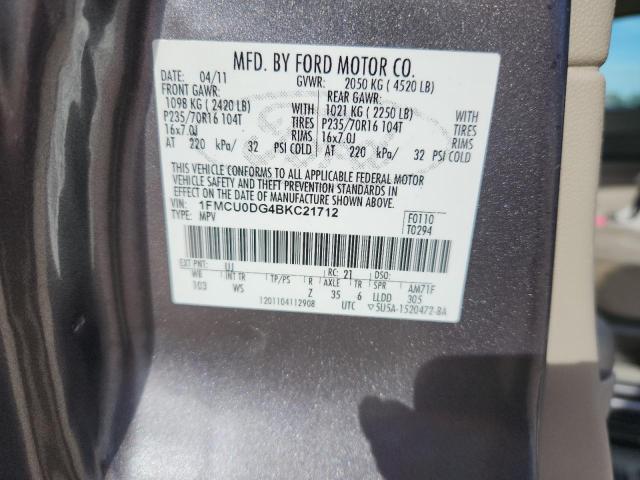 MFD. BY FORD MOTOR CO.
DATE: 04/11 GVWR: 2050 KG ( 4520 LB)
FRONT GAWR: REAR GAWR:
1098 KG ( 2420 LB) 1021 KG ( 2250 LB) WITH
P235/70R16 104T TIRES P235/70R16 104T TIRES
16x7.0J RIMS 16x7.0J RIMS
AT 220 kPa/ 32 PSI COLD AT 220 kPa/ 32 PSI COLD
THIS VEHICLE CONFORMS TO ALL APPLICABLE FEDERAL MOTOR
VEHICLE SAFETY AND THEFT PREVENTION STANDARDS IN
EFFECT ON THE DATE OF MANUFACTURE SHOWN ABOVE.
VIN: 1FMCU0DG4BKC21712
TYPE: MPV
F0110
T0294
EXT PNT: UJ RC: 21 DSO:
WB INT TR TP/PS R AXLE TR SPR AM71F
103 WS Z 35 6 LLDD 305
1201104112908 UTC ▽5U5A-1520472-BA